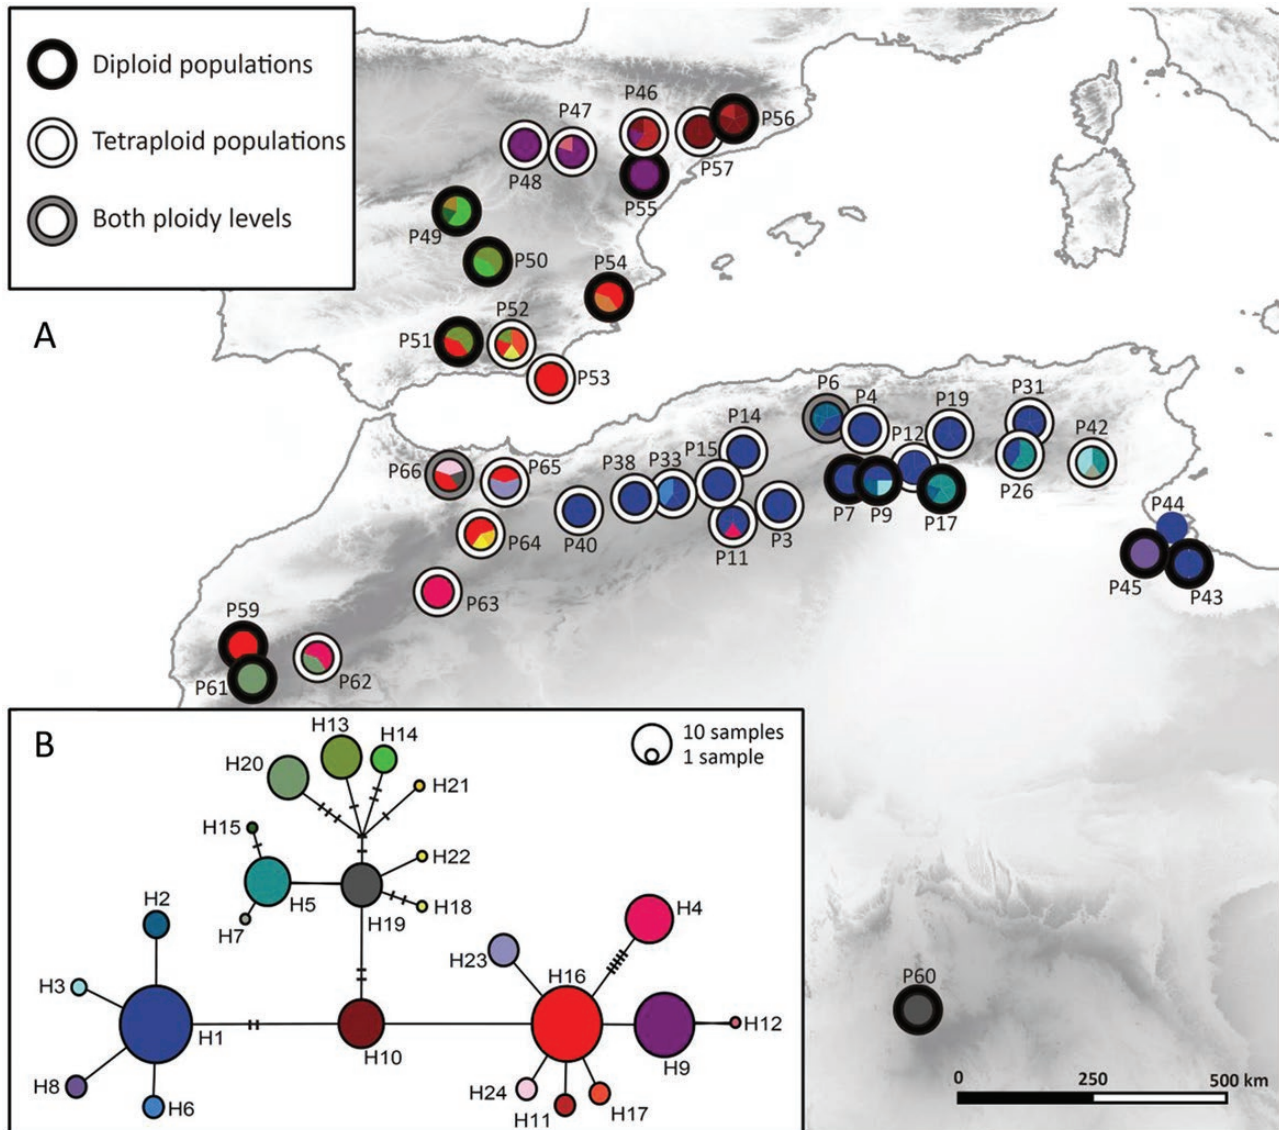 Diploid populations
Tetraploid populations
Both ploidy levels
A
P46
P47
P56
P48
P57
P55
P49
P50
P54
P52
P51
P53
P6
P4
P19
P31
P14
P12
P42
P66
P65
P38
P33
P15
P26
P7
P9
P17
P44
P40
P11
P3
P64
P45
P43
P63
P59
P62
P61
B
10 samples
1 sample
H13
H14
H20
H21
H15
H22
H5
H18
H19
H7
H2
H4
H23
H16
H3
H12
H1
H10
H9
H8
H24
H17
H6
H11
P60
0 250 500 km